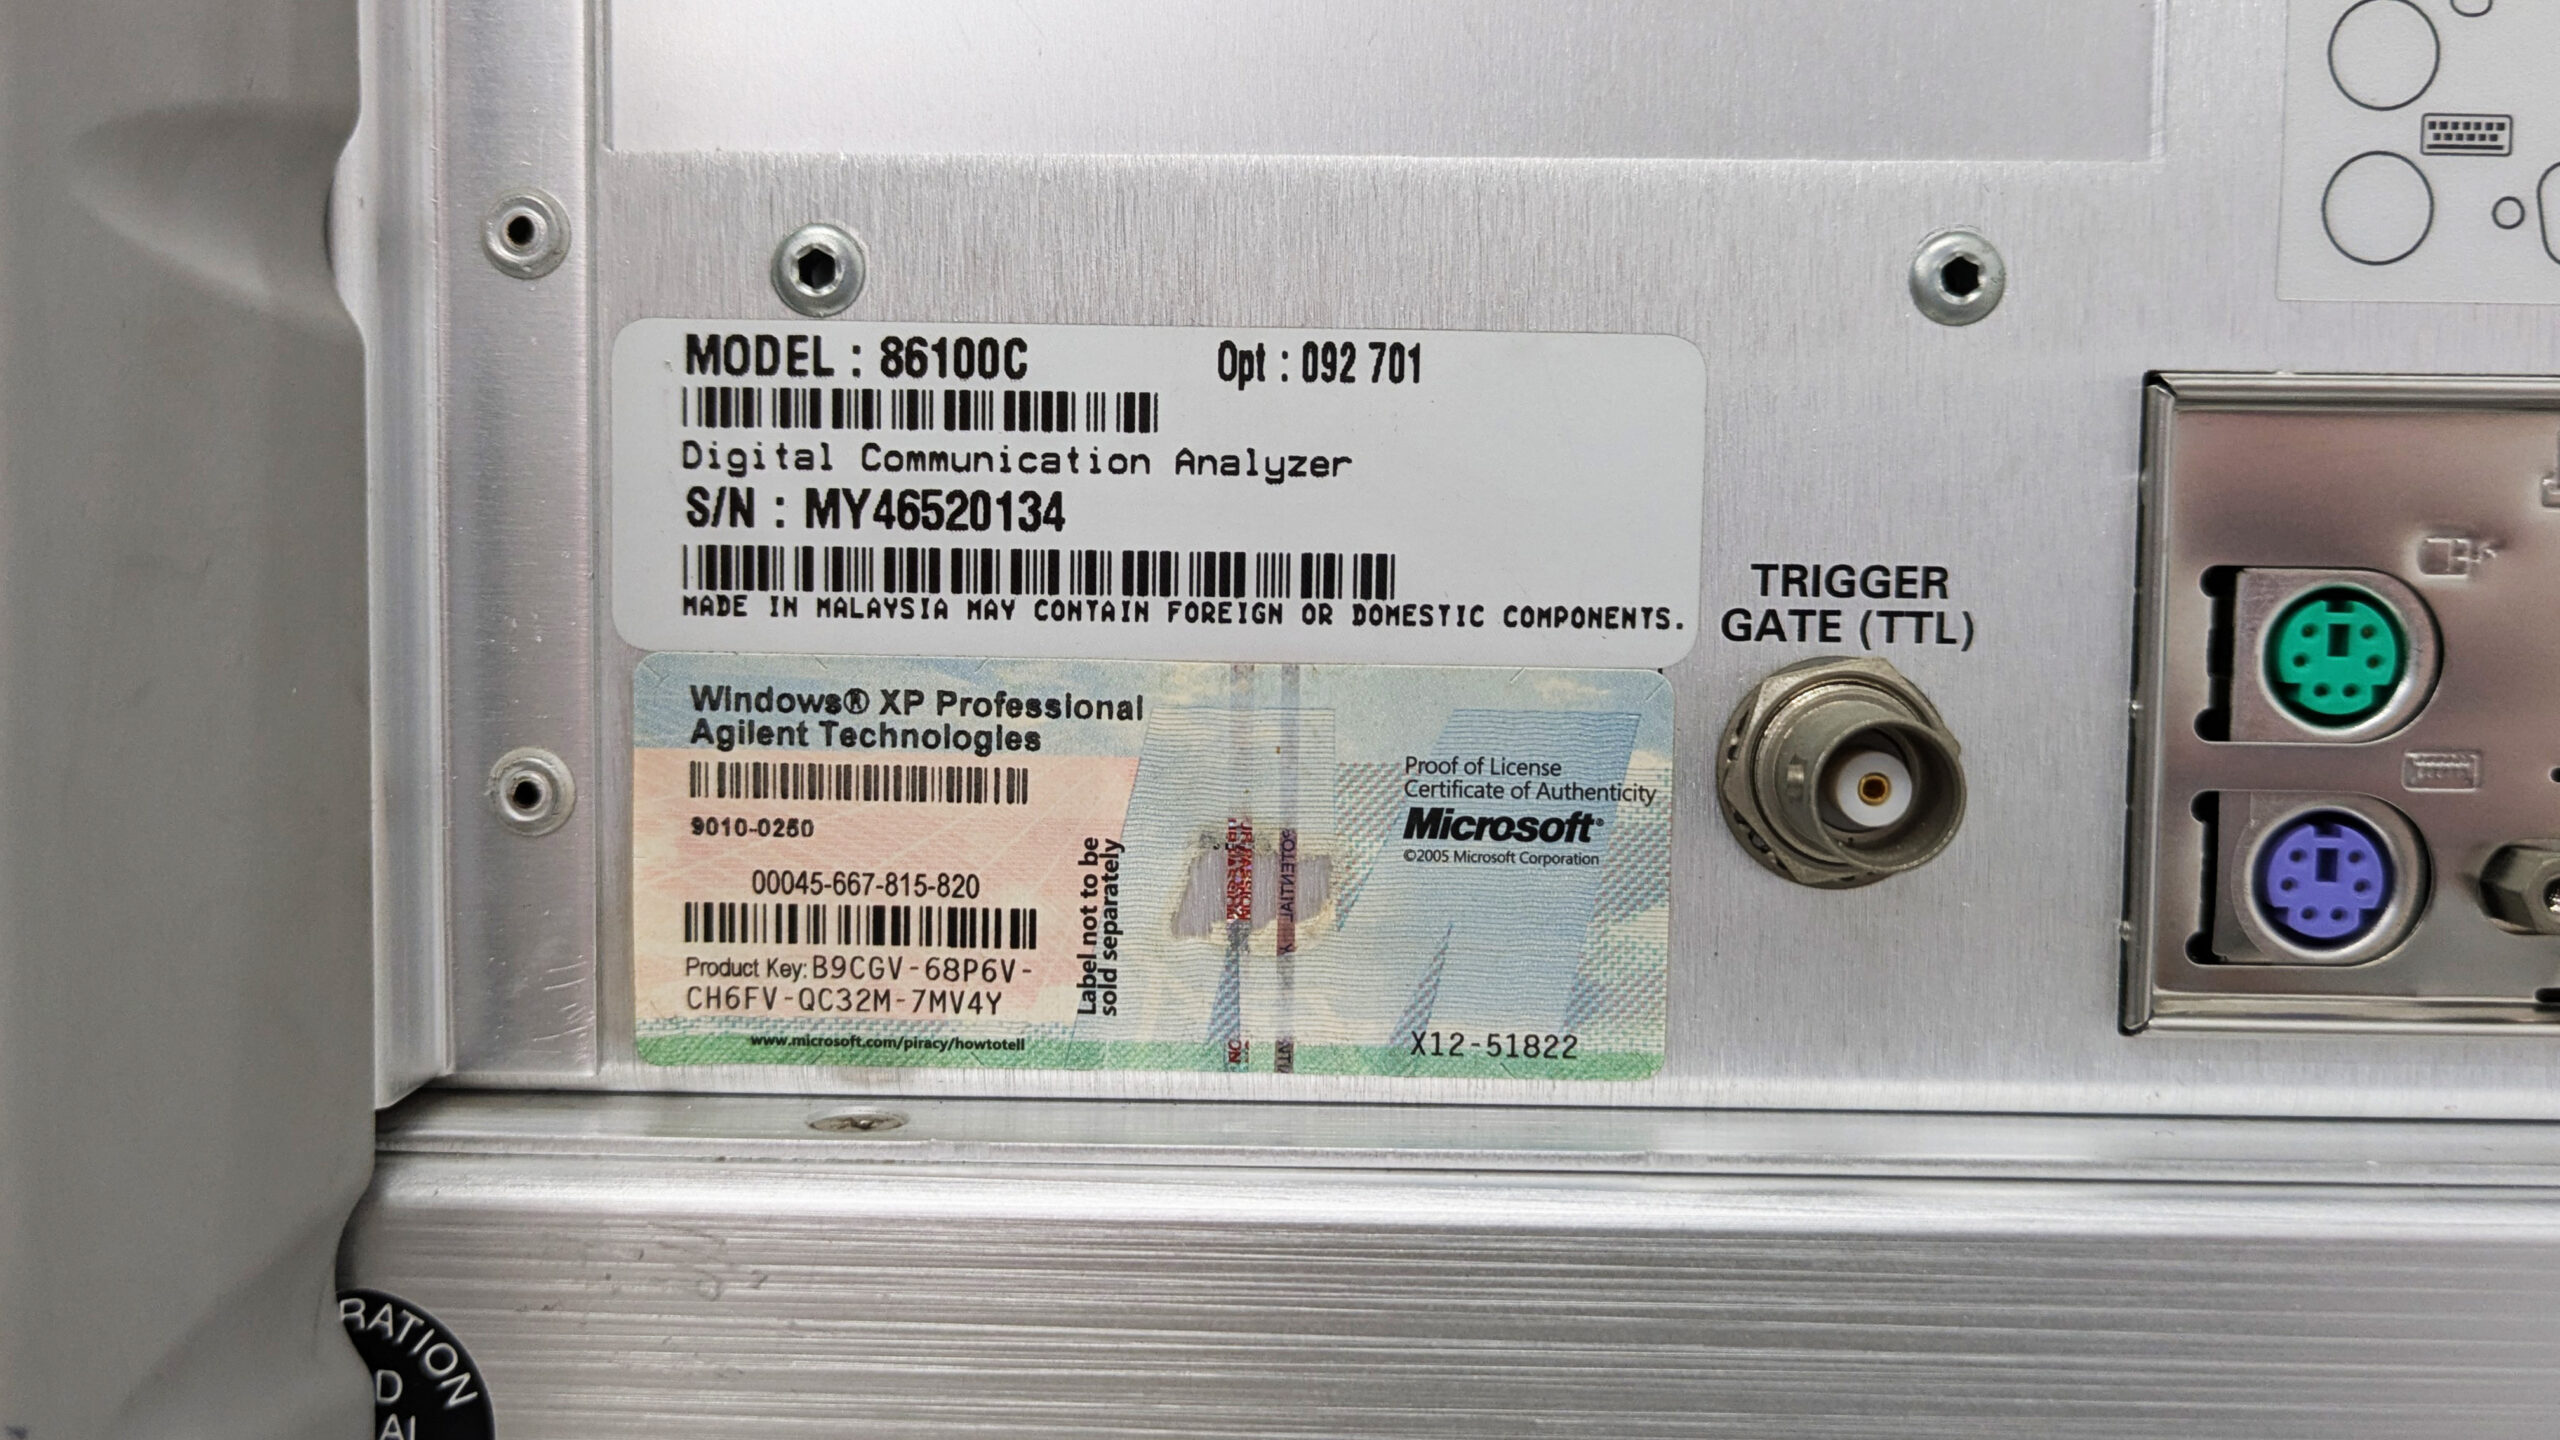 MODEL : 86100C Opt : 092 701
Digital Communication Analyzer
S/N : MY46520134
MADE IN MALAYSIA MAY CONTAIN FOREIGN OR DOMESTIC COMPONENTS.
TRIGGER
GATE (TTL)
Windows® XP Professional
Agilent Technologies
9010-0250
00045-667-815-820
Product Key: B9CGV-68P6V-
CH6FV-QC32M-7MV4Y
www.microsoft.com/piracy/howtotell
Label not to be
sold separately
Proof of License
Certificate of Authenticity
Microsoft®
©2005 Microsoft Corporation
X12-51822
RATION
D